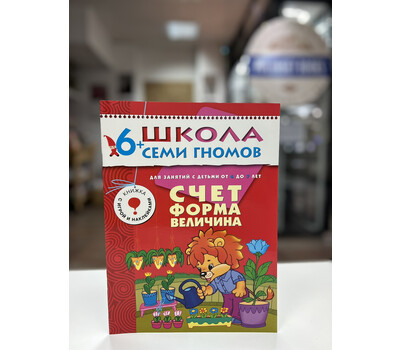 6+ ШКОЛА
СЕМИ ГНОМОВ
ДЛЯ ЗАНЯТИЙ С ДЕТЬМИ ОТ ДО ЛЕТ
КНИЖКА
С ИГРОЙ И НАКЛЕЙКАМИ
СЧЕТ
ФОРМА
ВЕЛИЧИНА